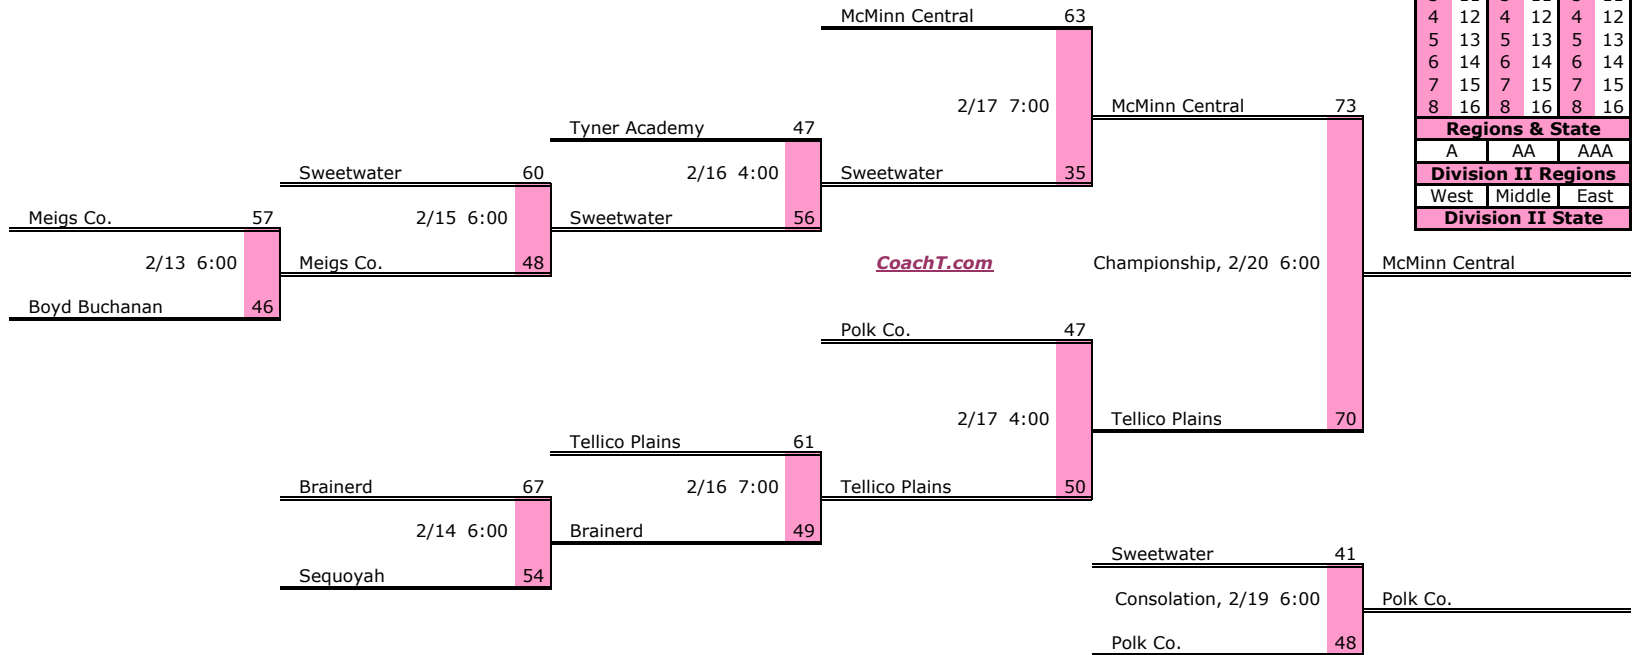 McMinn Central 63
4 12 4 12 4 12
5 13 5 13 5 13
6 14 6 14 6 14
7 15 7 15 7 15
2/17 7:00 McMinn Central 73 8 16 8 16 8 16
Tyner Academy 47 Regions & State
A AA AAA
Sweetwater 60 2/16 4:00 Sweetwater 35 Division II Regions
West Middle East
Meigs Co. 57 2/15 6:00 Sweetwater 56 Division II State
2/13 6:00 Meigs Co. 48 CoachT.com Championship, 2/20 6:00 McMinn Central
Boyd Buchanan 46
Polk Co. 47
2/17 4:00 Tellico Plains 70
Tellico Plains 61
Brainerd 67 2/16 7:00 Tellico Plains 50
2/14 6:00 Brainerd 49
Sweetwater 41
Sequoyah 54
Consolation, 2/19 6:00 Polk Co.
Polk Co. 48